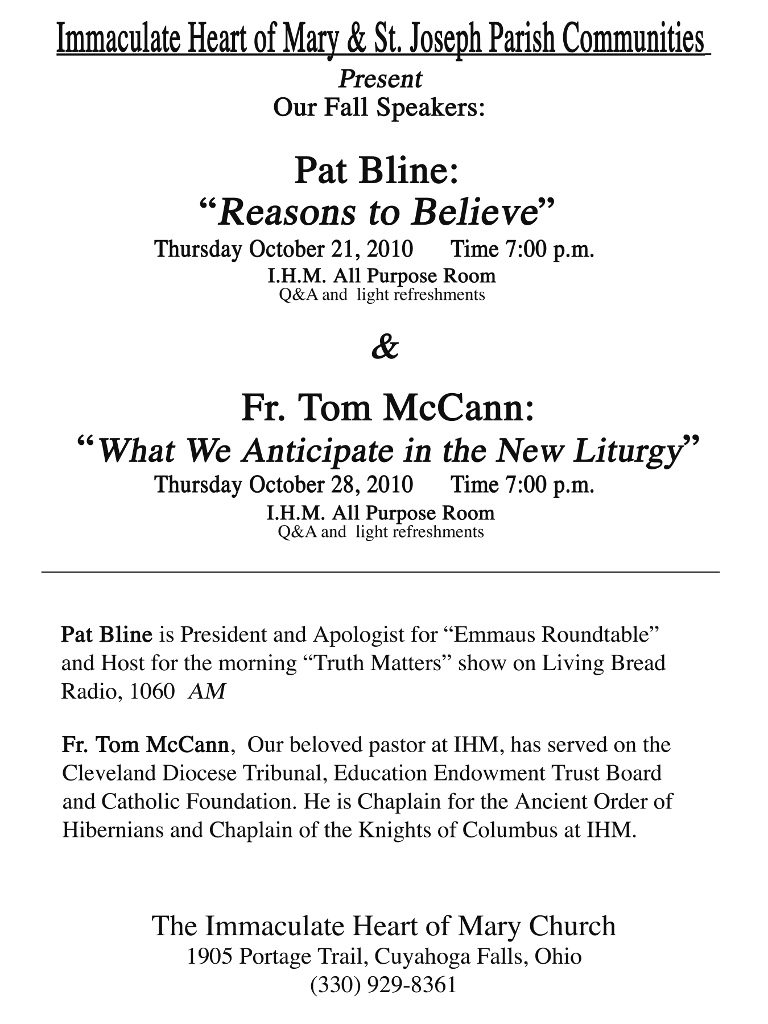 Immaculate Heart of Mary & St. Joseph Parish Communities
Present
Our Fall Speakers:
Pat Bline:
“Reasons to Believe”
Thursday October 21, 2010 Time 7:00 p.m.
I.H.M. All Purpose Room
Q&A and light refreshments
&
Fr. Tom McCann:
“What We Anticipate in the New Liturgy”
Thursday October 28, 2010 Time 7:00 p.m.
I.H.M. All Purpose Room
Q&A and light refreshments
Pat Bline is President and Apologist for “Emmaus Roundtable”
and Host for the morning “Truth Matters” show on Living Bread
Radio, 1060 AM
Fr. Tom McCann, Our beloved pastor at IHM, has served on the
Cleveland Diocese Tribunal, Education Endowment Trust Board
and Catholic Foundation. He is Chaplain for the Ancient Order of
Hibernians and Chaplain of the Knights of Columbus at IHM.
The Immaculate Heart of Mary Church
1905 Portage Trail, Cuyahoga Falls, Ohio
(330) 929-8361